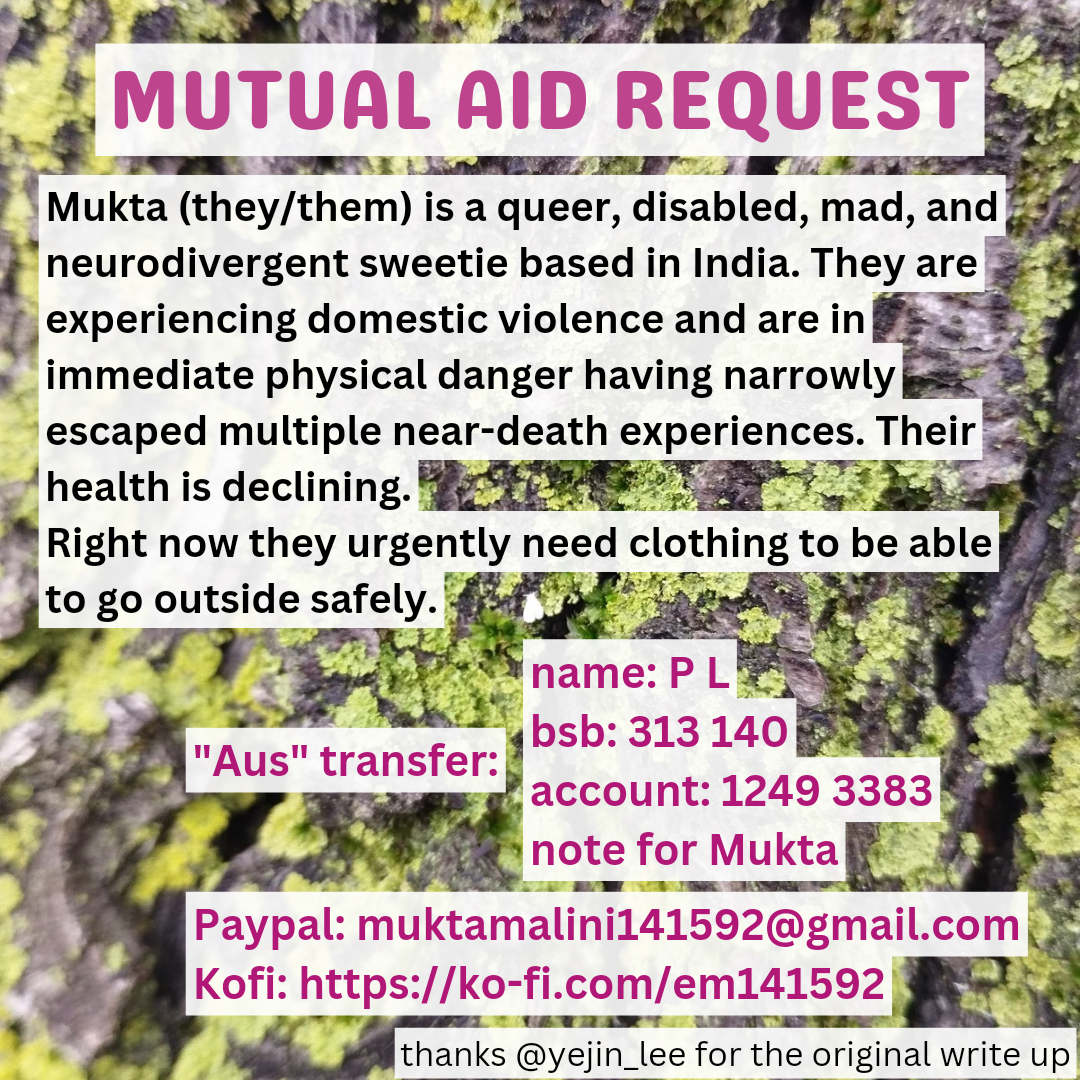 MUTUAL AID REQUEST
Mukta (they/them) is a queer, disabled, mad, and
neurodivergent sweetie based in India. They are
experiencing domestic violence and are in
immediate physical danger having narrowly
escaped multiple near-death experiences. Their
health is declining.
Right now they urgently need clothing to be able
to go outside safely.
"Aus" transfer:
name: P L
bsb: 313 140
account: 1249 3383
note for Mukta
Paypal: muktamalini141592@gmail.com
Kofi: https://ko-fi.com/em141592
thanks @yejin_lee for the original write up